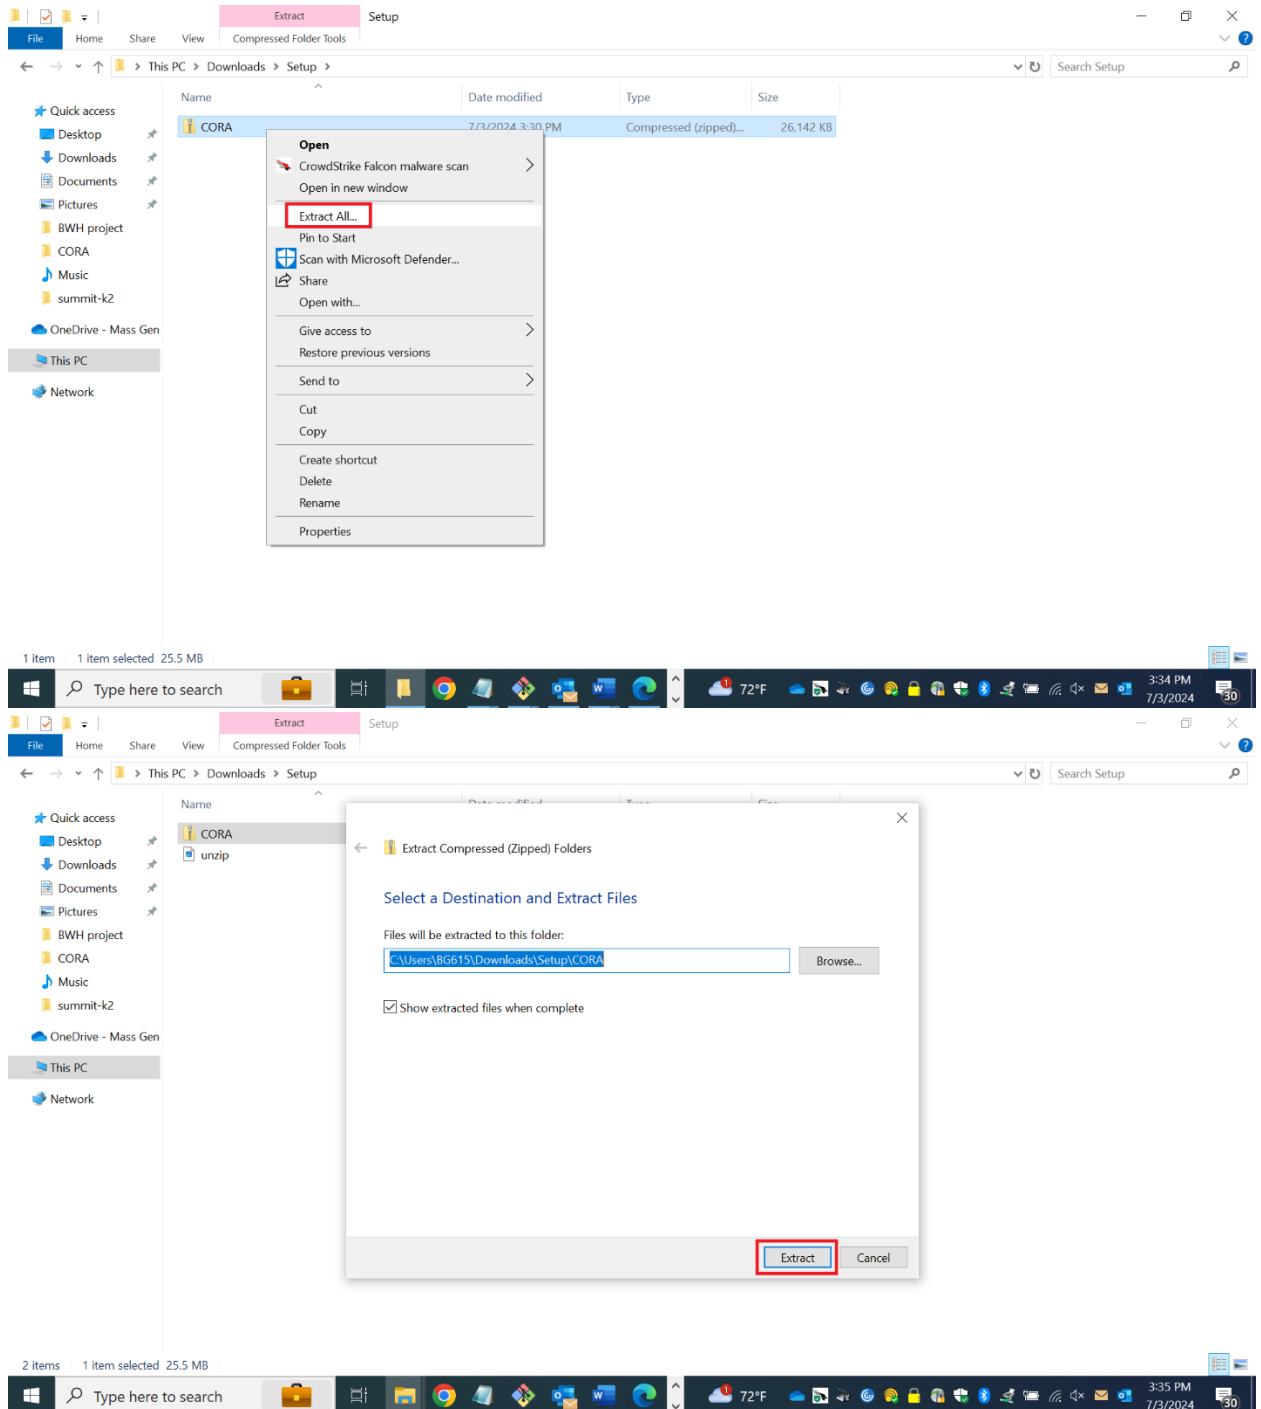 Extract Setup
File Home Share View Compressed Folder Tools
This PC > Downloads > Setup > Search Setup
Name Date modified Type Size
Quick access
CORA 7/3/2024 3:30 PM Compressed (zipped)... 26,142 KB
Desktop
Downloads
Documents
Pictures
BWH project
CORA
Music
summit-k2
OneDrive - Mass Gen
This PC
Network
Open
CrowdStrike Falcon malware scan
Open in new window
Extract All...
Pin to Start
Scan with Microsoft Defender...
Share
Open with...
Give access to
Restore previous versions
Send to
Cut
Copy
Create shortcut
Delete
Rename
Properties
1 item 1 item selected 25.5 MB
Type here to search 72°F 3:34 PM
7/3/2024 30
Extract Setup
File Home Share View Compressed Folder Tools
This PC > Downloads > Setup Search Setup
Name Date modified Type Size
Quick access
CORA
unzip
Desktop
Downloads
Documents
Pictures
BWH project
CORA
Music
summit-k2
OneDrive - Mass Gen
This PC
Network
Extract Compressed (Zipped) Folders
Select a Destination and Extract Files
Files will be extracted to this folder:
C:\Users\BG615\Downloads\Setup\CORA Browse...
Show extracted files when complete
Extract Cancel
2 items 1 item selected 25.5 MB
Type here to search 72°F 3:35 PM
7/3/2024 30